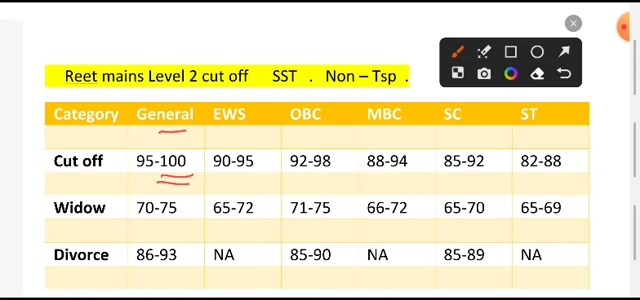 Reet mains Level 2 cut off SST . Non – Tsp .
Category General EWS OBC MBC SC ST
Cut off 95-100 90-95 92-98 88-94 85-92 82-88
Widow 70-75 65-72 71-75 66-72 65-70 65-69
Divorce 86-93 NA 85-90 NA 85-89 NA